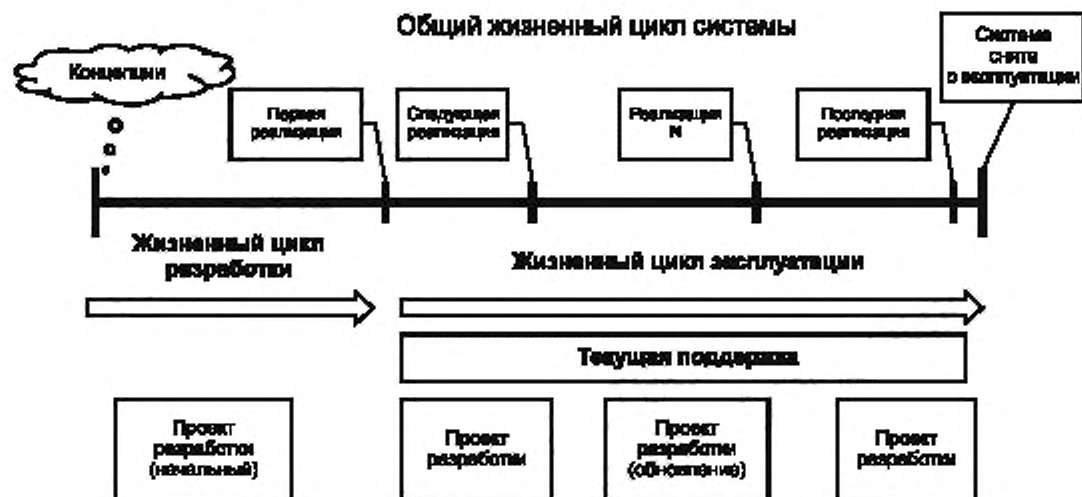 Общий жизненный цикл системы
Концепции
Система
снята
с эксплуатации
Первая
реализация
Следующая
реализация
Реализация
N
Последняя
реализация
Жизненный цикл
разработки
Жизненный цикл эксплуатации
Текущая поддержка
Проект
разработки
(начальный)
Проект
разработки
Проект
разработки
(обновление)
Проект
разработки